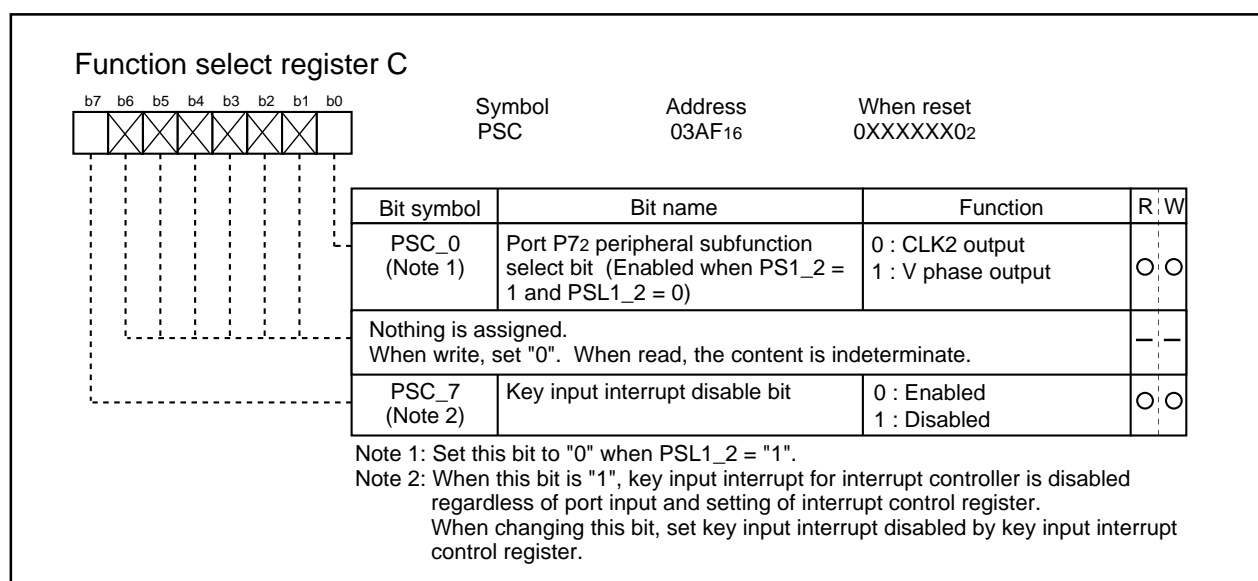 Function select register C
b7 b6 b5 b4 b3 b2 b1 b0
Symbol Address When reset
PSC 03AF16 0XXXXXX02
Bit symbol Bit name Function R W
PSC_0 Port P72 peripheral subfunction 0 : CLK2 output
(Note 1) select bit (Enabled when PS1_2 = 1 : V phase output
1 and PSL1_2 = 0)
Nothing is assigned.
When write, set "0". When read, the content is indeterminate.
PSC_7 Key input interrupt disable bit 0 : Enabled
(Note 2) 1 : Disabled
Note 1: Set this bit to "0" when PSL1_2 = "1".
Note 2: When this bit is "1", key input interrupt for interrupt controller is disabled
regardless of port input and setting of interrupt control register.
When changing this bit, set key input interrupt disabled by key input interrupt
control register.